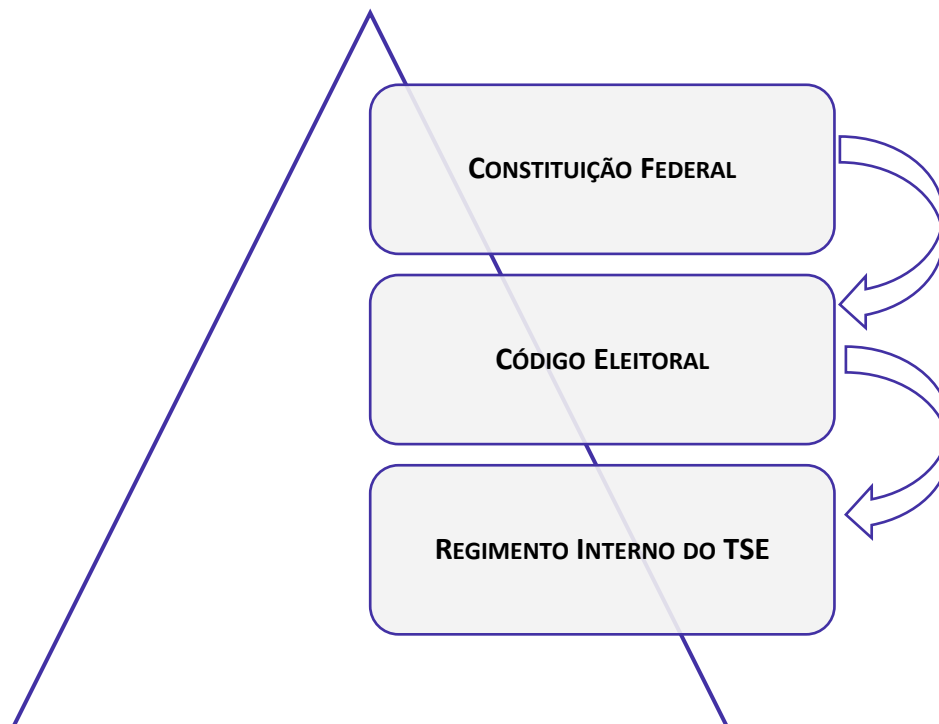 CONSTITUIÇÃO FEDERAL
CÓDIGO ELEITORAL
REGIMENTO INTERNO DO TSE